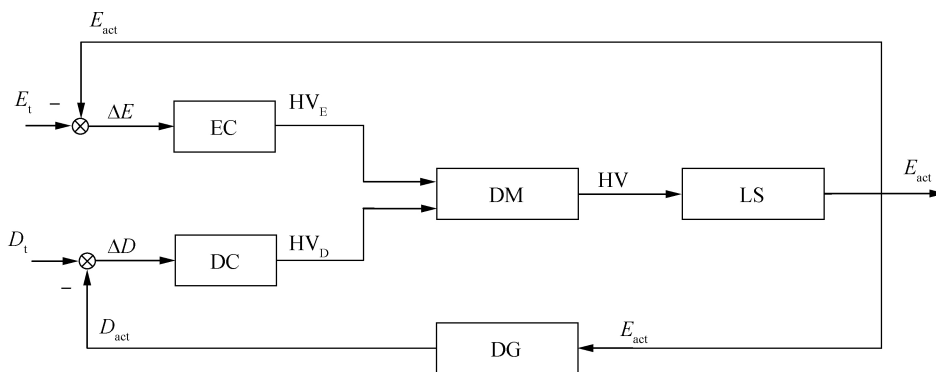 E_act
E_t
−
ΔE
EC
HV_E
DM
HV
LS
E_act
D_t
ΔD
DC
HV_D
−
D_act
DG
E_act